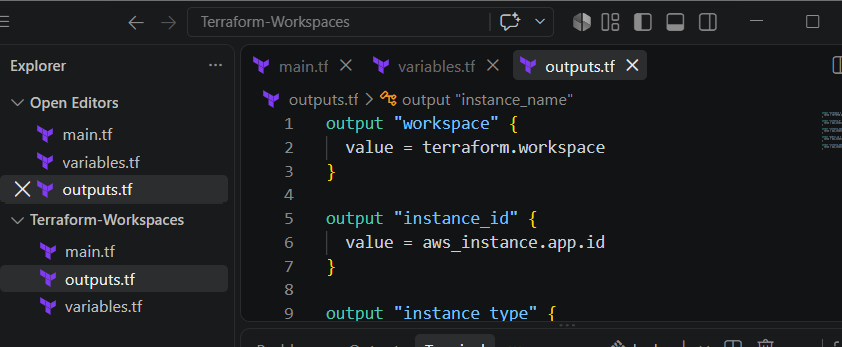 Terraform-Workspaces
Explorer
Open Editors
main.tf
variables.tf
outputs.tf
Terraform-Workspaces
main.tf
outputs.tf
variables.tf
main.tf variables.tf outputs.tf
outputs.tf > output "instance_name"
1 output "workspace" {
2 value = terraform.workspace
3 }
4
5 output "instance_id" {
6 value = aws_instance.app.id
7 }
8
9 output "instance_type" {
Terminal